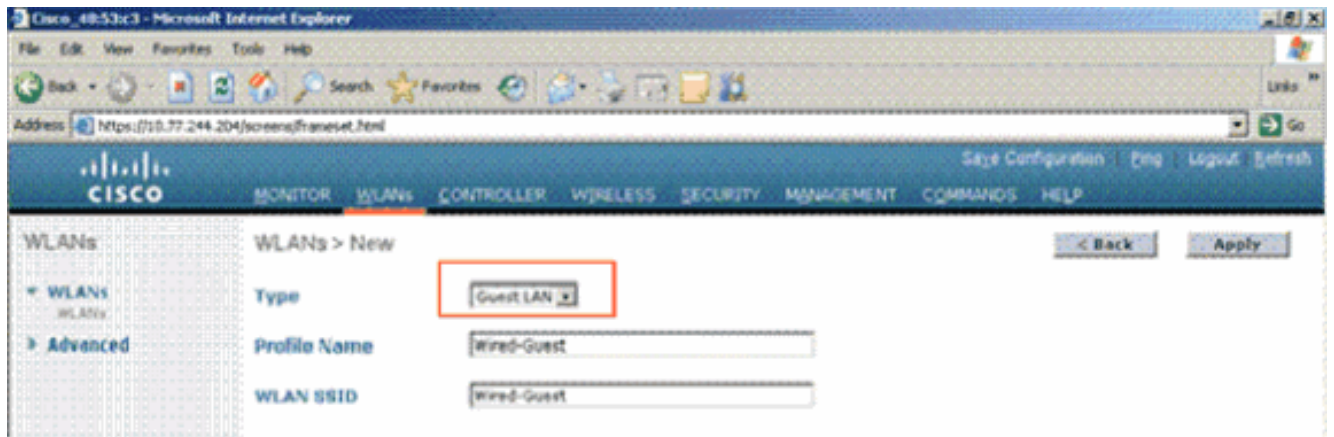 Cisco_48:53:c3 - Microsoft Internet Explorer
File Edit View Favorites Tools Help
Back Search Favorites Links »
Address https://10.77.244.204/screens/frameset.html Go
Save Configuration Ping Logout Refresh
CISCO MONITOR WLANs CONTROLLER WIRELESS SECURITY MANAGEMENT COMMANDS HELP
WLANs WLANs > New < Back Apply
WLANs Type Guest LAN
WLANs
Advanced Profile Name Wired-Guest
WLAN SSID Wired-Guest